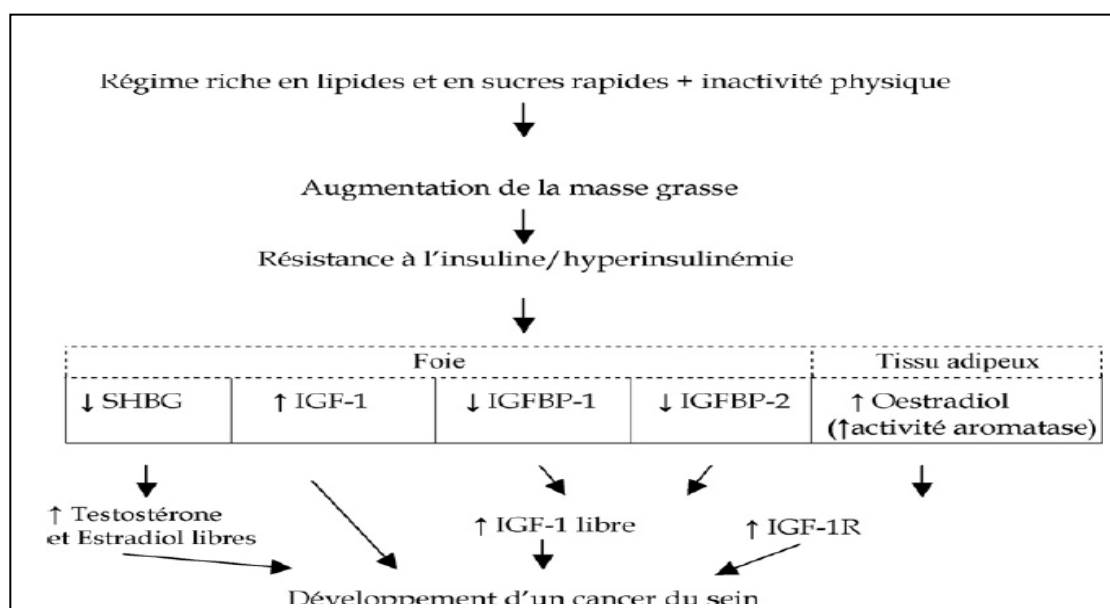 Régime riche en lipides et en sucres rapides + inactivité physique
Augmentation de la masse grasse
Résistance à l'insuline/hyperinsulinémie
Foie
Tissu adipeux
↓ SHBG
↑ IGF-1
↓ IGFBP-1
↓ IGFBP-2
↑ Oestradiol
(↑activité aromatase)
↑ Testostérone
et Estradiol libres
↑ IGF-1 libre
↑ IGF-1R
Développement d'un cancer du sein